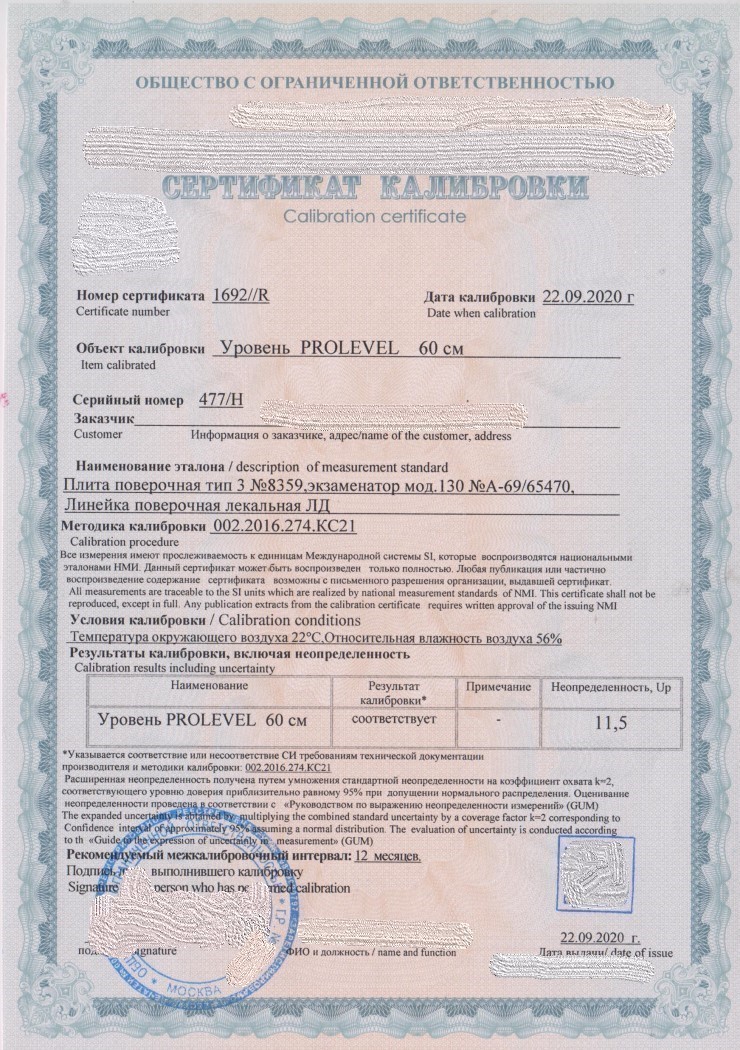 ОБЩЕСТВО С ОГРАНИЧЕННОЙ ОТВЕТСТВЕННОСТЬЮ
СЕРТИФИКАТ КАЛИБРОВКИ
Calibration certificate
Номер сертификата 1692//R Дата калибровки 22.09.2020 г
Certificate number Date when calibration
Объект калибровки Уровень PROLEVEL 60 см
Item calibrated
Серийный номер 477/H
Заказчик
Customer Информация о заказчике, адрес/name of the customer, address
Наименование эталона / description of measurement standard
Плита поверочная тип 3 №8359,экзаменатор мод.130 №А-69/65470,
Линейка поверочная лекальная ЛД
Методика калибровки 002.2016.274.КС21
Calibration procedure
Все измерения имеют прослеживаемость к единицам Международной системы SI, которые воспроизводятся национальными
эталонами НМИ. Данный сертификат может быть воспроизведен только полностью. Любая публикация или частично
воспроизведение содержание сертификата возможны с письменного разрешения организации, выдавшей сертификат.
All measurements are traceable to the SI units which are realized by national measurement standards of NMI. This certificate shall not be
reproduced, except in full. Any publication extracts from the calibration certificate requires written approval of the issuing NMI
Условия калибровки / Calibration conditions
Температура окружающего воздуха 22°С,Относительная влажность воздуха 56%
Результаты калибровки, включая неопределенность
Calibration results including uncertainty
Наименование Результат калибровки* Примечание Неопределенность, Up
Уровень PROLEVEL 60 см соответствует - 11,5
*Указывается соответствие или несоответствие СИ требованиям технической документации
производителя и методики калибровки: 002.2016.274.КС21
Расширенная неопределенность получена путем умножения стандартной неопределенности на коэффициент охвата k=2,
соответствующего уровню доверия приблизительно равному 95% при допущении нормального распределения. Оценивание
неопределенности проведена в соответствии с «Руководством по выражению неопределенности измерений» (GUM)
The expanded uncertainty is obtained by multiplying the combined standard uncertainty by a coverage factor k=2 corresponding to
Confidence interval of approximately 95% assuming a normal distribution. The evaluation of uncertainty is conducted according
to th «Guide to the expression of uncertainty in measurement» (GUM)
Рекомендуемый межкалибровочный интервал: 12 месяцев.
Подпись выполнившего калибровку
Signature person who has calibration
22.09.2020 г.
ФИО и должность / name and function Дата выдачи/ date of issue
МОСКВА